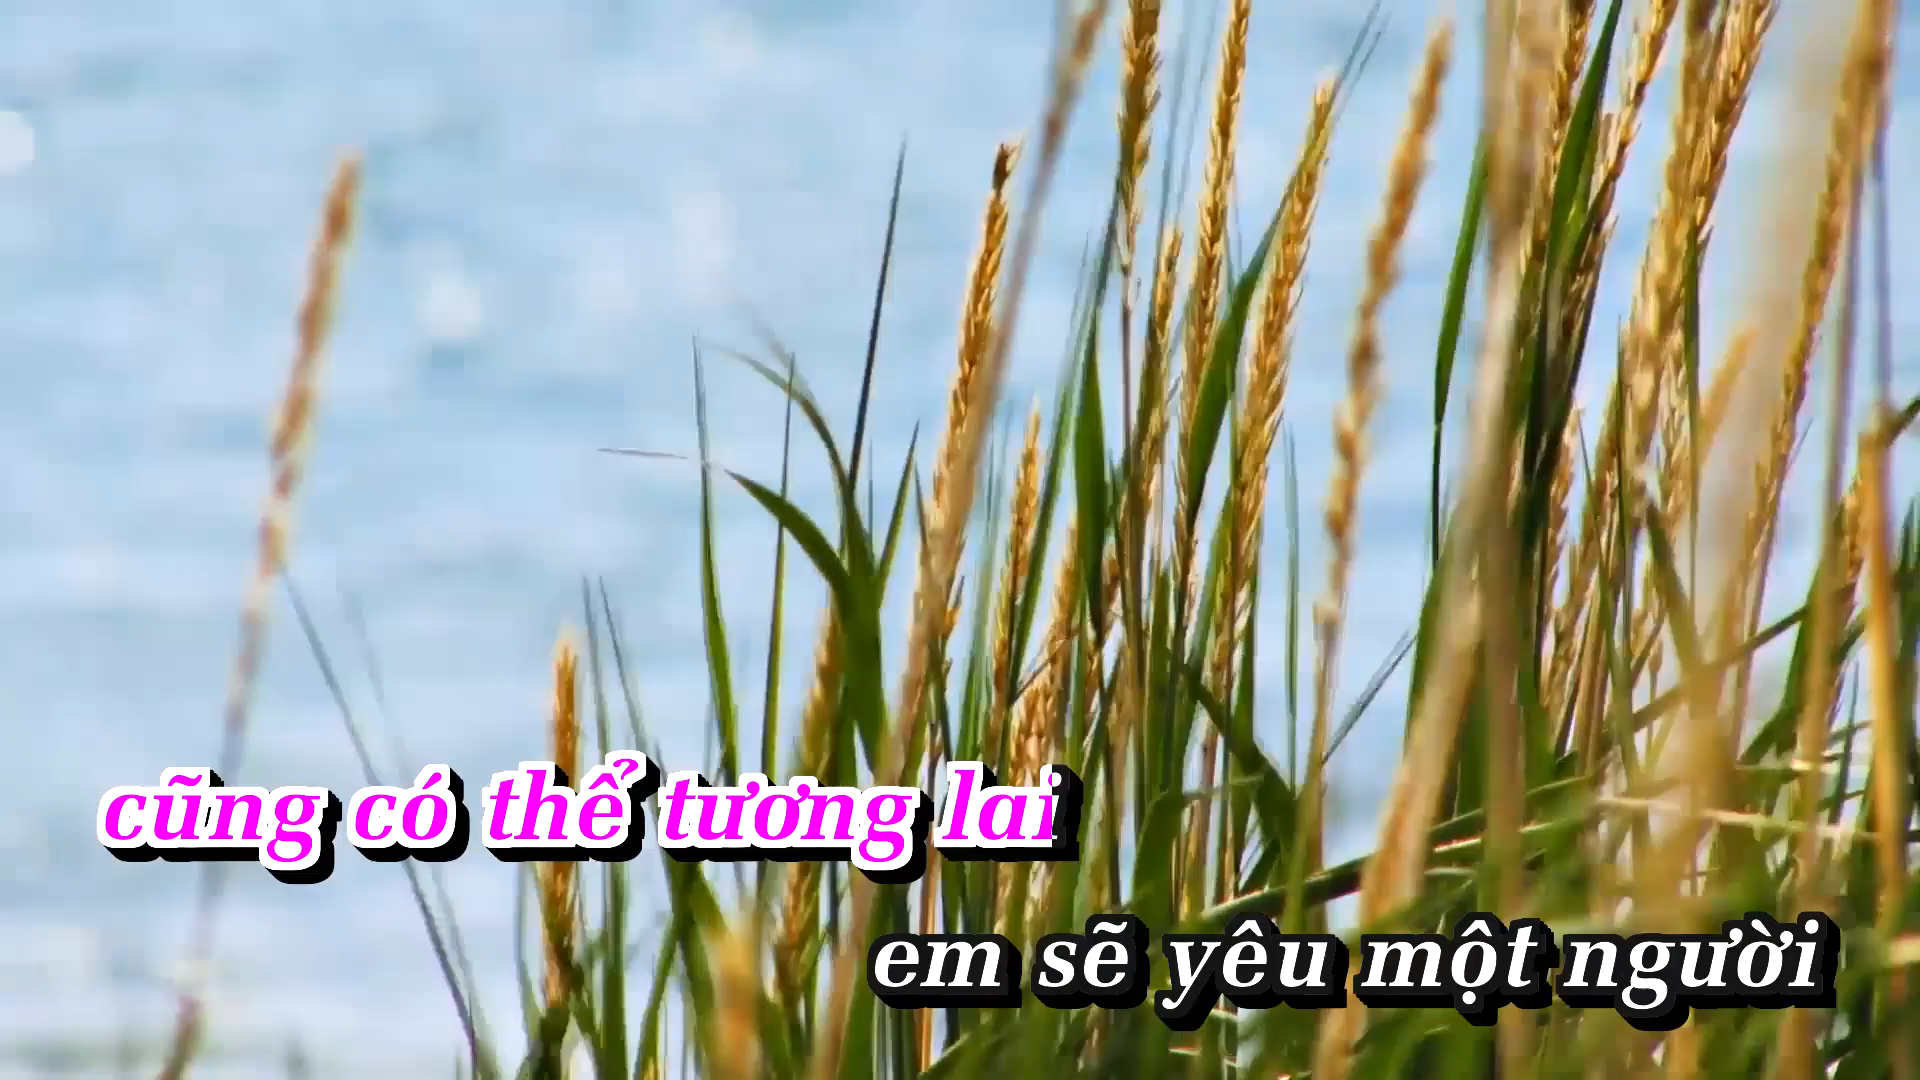 cũng có thể tương lai
em sẽ yêu một người